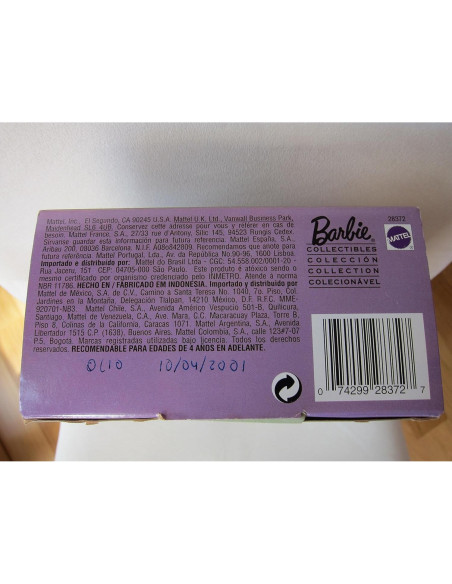 Mattel, Inc., El Segundo, CA 90245 U.S.A. Mattel U.K. Ltd., Vanwall Business Park,
Maidenhead SL6 4UB. Conservez cette adresse pour vous y référer en cas de
besoin. Mattel France, S.A., 27/33 rue d'Antony, Silic 145, 94523 Rungis Cedex.
Sírvanse guardar esta información para futura referencia. Mattel España, S.A.,
Aribau 200, 08036 Barcelona. N.I.F. A08842809. Recomendamos que anote para
futura referência. Mattel Portugal, Lda., Av. da República No.90-96, 1600 Lisboa.
Importado e distribuído por: Mattel do Brasil Ltda - CGC: 54.558.002/0001-20 -
Rua Jacerú, 151 CEP: 04705-000 São Paulo. Este produto é atóxico sendo o
organismo credenciado pelo INMETRO. Atende à norma
NBR 11786. HECHO EN / FABRICADO EM INDONESIA. Importado y distribuido por
Mattel de México, S.A. de C.V. Camino a Santa Teresa No. 1040, 7o. Piso, Col.
Jardines en la Montaña, Delegación Tlalpan, 14210 México, D.F. R.F.C. MME-
920701-NB3. Mattel Chile, S.A., Avenida Américo Vespucio 501-B, Quilicura,
Santiago. Mattel de Venezuela, C.A., Ave. Mara, C.C. Macaracuay Plaza, Torre B,
Piso 8, Colinas de la California, Caracas 1071. Mattel Argentina, S.A., Avenida
Libertador 1515 C.P. (1638), Buenos Aires. Mattel Colombia, S.A., calle 123#7-07
P.5, Bogotá. Marcas registradas utilizadas bajo licencia. Todos los derechos
reservados. RECOMENDABLE PARA EDADES DE 4 AÑOS EN ADELANTE.
10/04/2001
28372
Barbie
COLLECTIBLES
COLECCIÓN
COLLECTION
COLECIONÁVEL
MATTEL
0 74299 28372 7